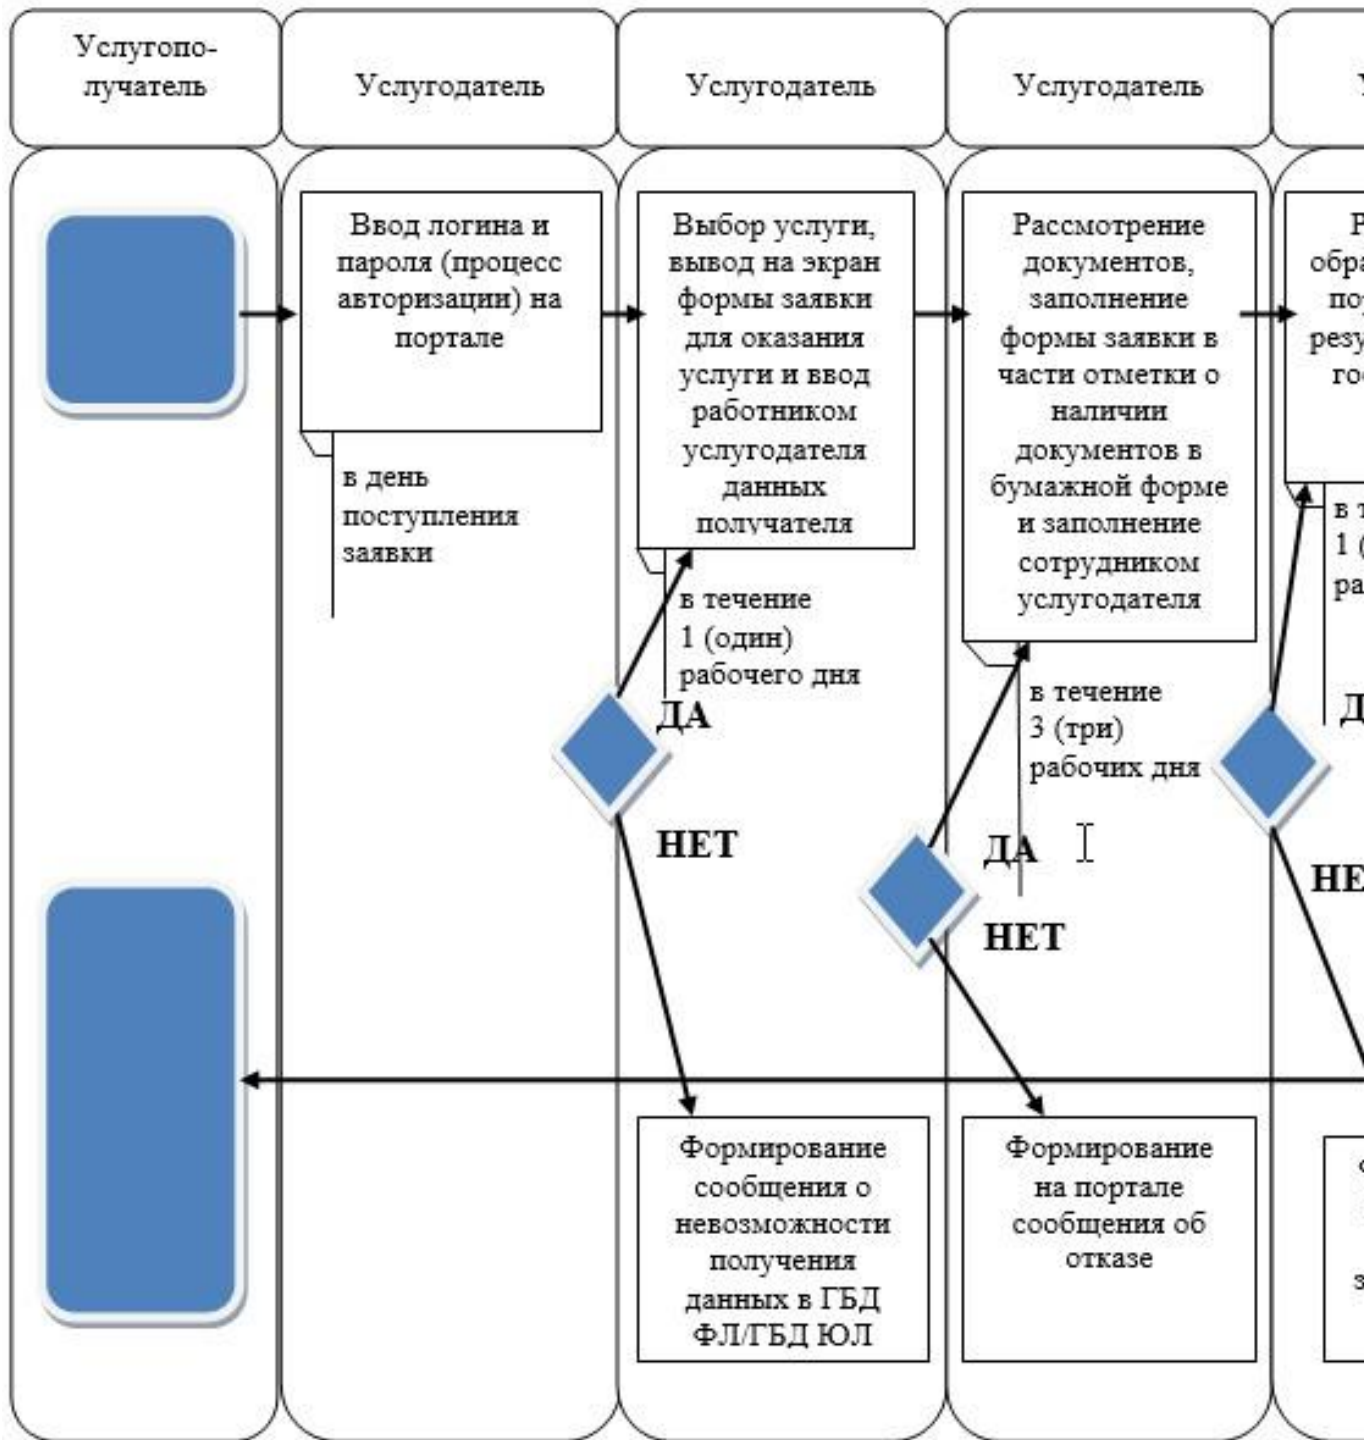 Услугопо-
лучатель
Услугодатель
Услугодатель
Услугодатель
Ввод логина и
пароля (процесс
авторизации) на
портале
в день
поступления
заявки
Выбор услуги,
вывод на экран
формы заявки
для оказания
услуги и ввод
работником
услугодателя
данных
получателя
в течение
1 (один)
рабочего дня
ДА
НЕТ
Рассмотрение
документов,
заполнение
формы заявки в
части отметки о
наличии
документов в
бумажной форме
и заполнение
сотрудником
услугодателя
в течение
3 (три)
рабочих дня
ДА
НЕТ
Формирование
сообщения о
невозможности
получения
данных в ГБД
ФЛ/ГБД ЮЛ
Формирование
на портале
сообщения об
отказе